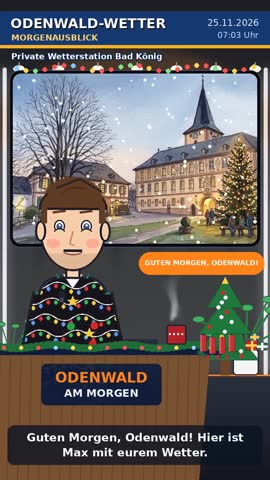 ODENWALD-WETTER
25.11.2026
MORGENAUSBLICK
07:03 Uhr
Private Wetterstation Bad König
GUTEN MORGEN, ODENWALD!
ODENWALD
AM MORGEN
Guten Morgen, Odenwald! Hier ist
Max mit eurem Wetter.